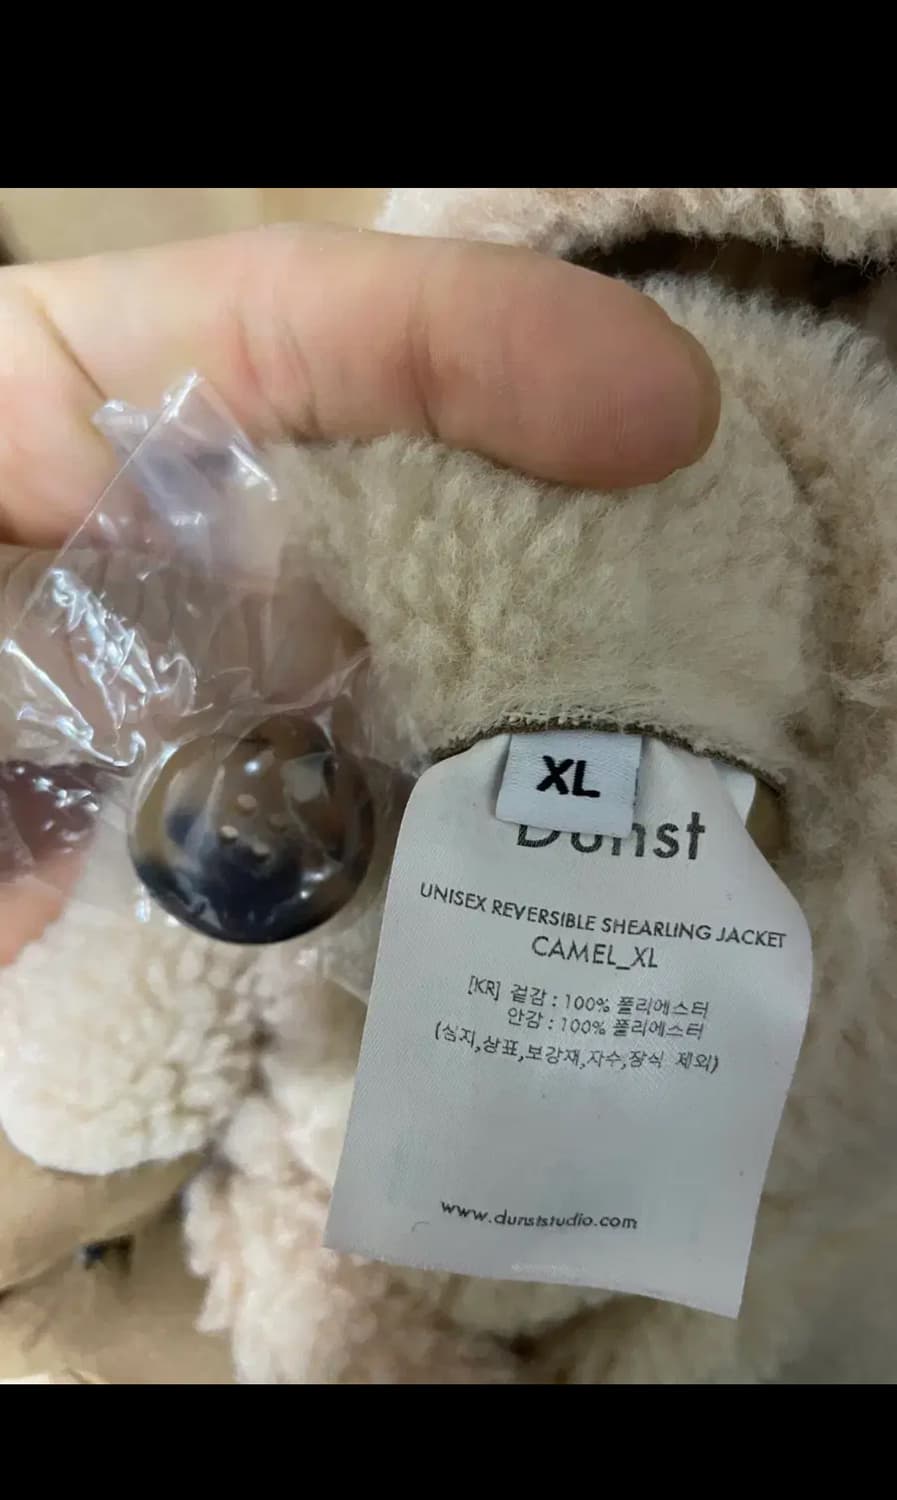 XL
Dunst
UNISEX REVERSIBLE SHEARLING JACKET
CAMEL_XL
[KR] 겉감 : 100% 폴리에스터
안감 : 100% 폴리에스터
(심지,상표,보강재,자수,장식 제외)
www.dunststudio.com